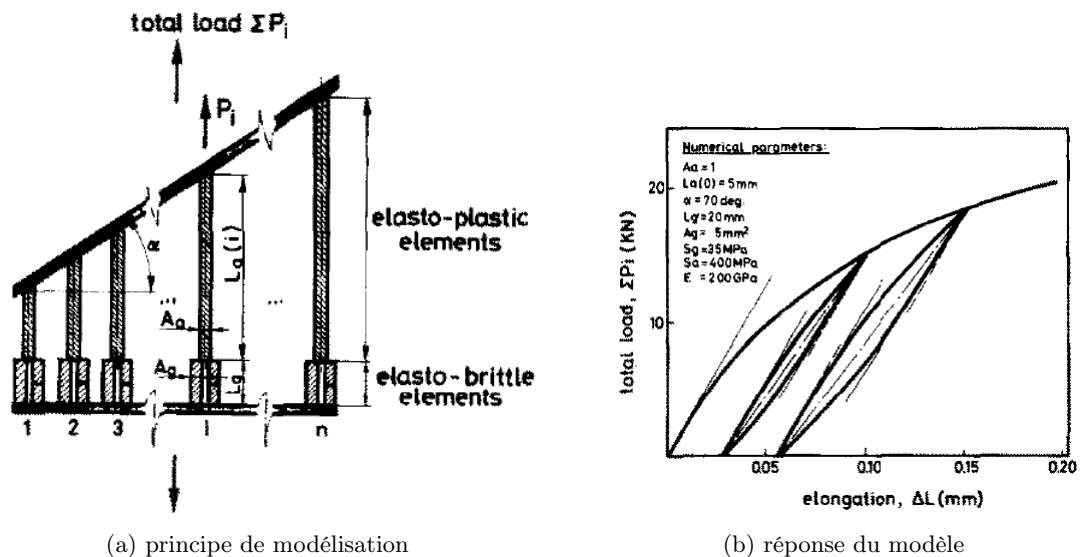 total load ΣPi
Pi
α
La(i)
elasto-plastic
elements
...
...
Aa
Ag
Lg
elasto-brittle
elements
1 2 3 i n
(a) principe de modélisation
Numerical parameters:
Aa=1
La(0)=5mm
α=70 deg.
Lg=20mm
Ag= 5mm²
Sg=35MPa
Sa=400MPa
E =200GPa
total load, ΣPi (KN)
20
10
0.05 0.10 0.15 0.20
elongation, ΔL(mm)
(b) réponse du modèle